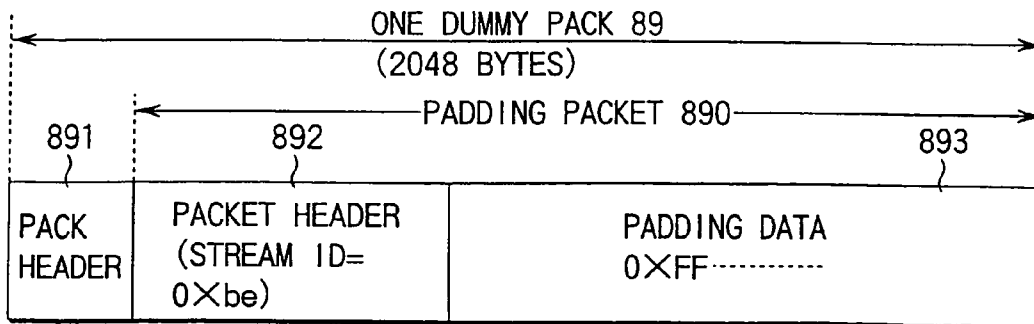 ONE DUMMY PACK 89
(2048 BYTES)
PADDING PACKET 890
891
892
893
PACK
HEADER
PACKET HEADER
(STREAM ID=
0×be)
PADDING DATA
0×FF---------